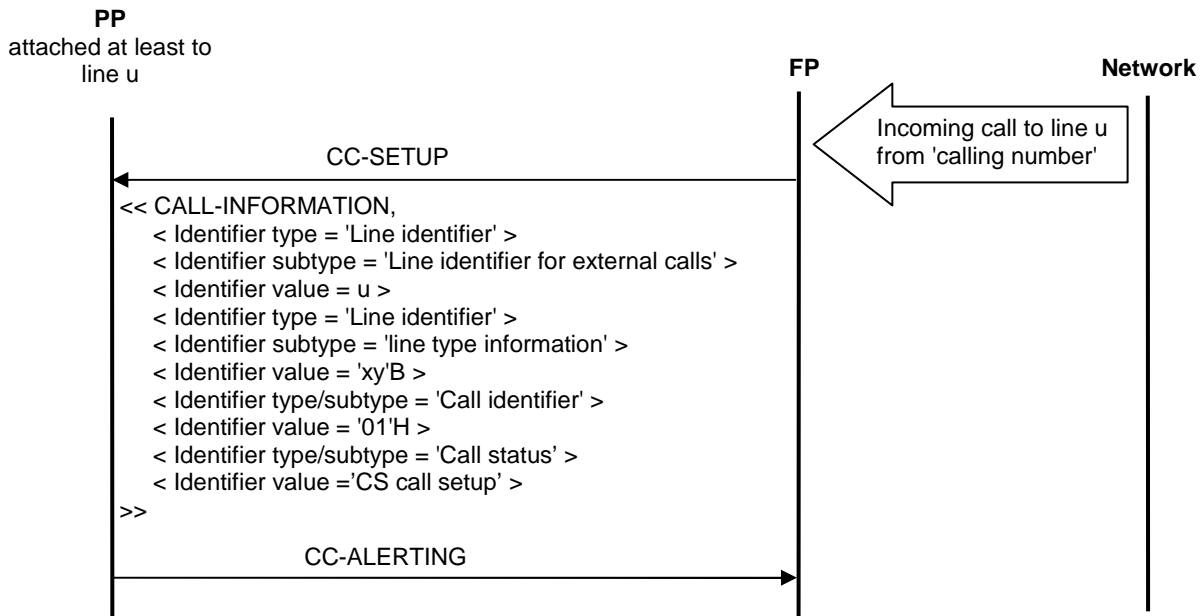 PP
attached at least to
line u
FP
Network
Incoming call to line u
from 'calling number'
CC-SETUP
<< CALL-INFORMATION,
< Identifier type = 'Line identifier' >
< Identifier subtype = 'Line identifier for external calls' >
< Identifier value = u >
< Identifier type = 'Line identifier' >
< Identifier subtype = 'line type information' >
< Identifier value = 'xy'B >
< Identifier type/subtype = 'Call identifier' >
< Identifier value = '01'H >
< Identifier type/subtype = 'Call status’ >
< Identifier value =’CS call setup’ >
>>
CC-ALERTING